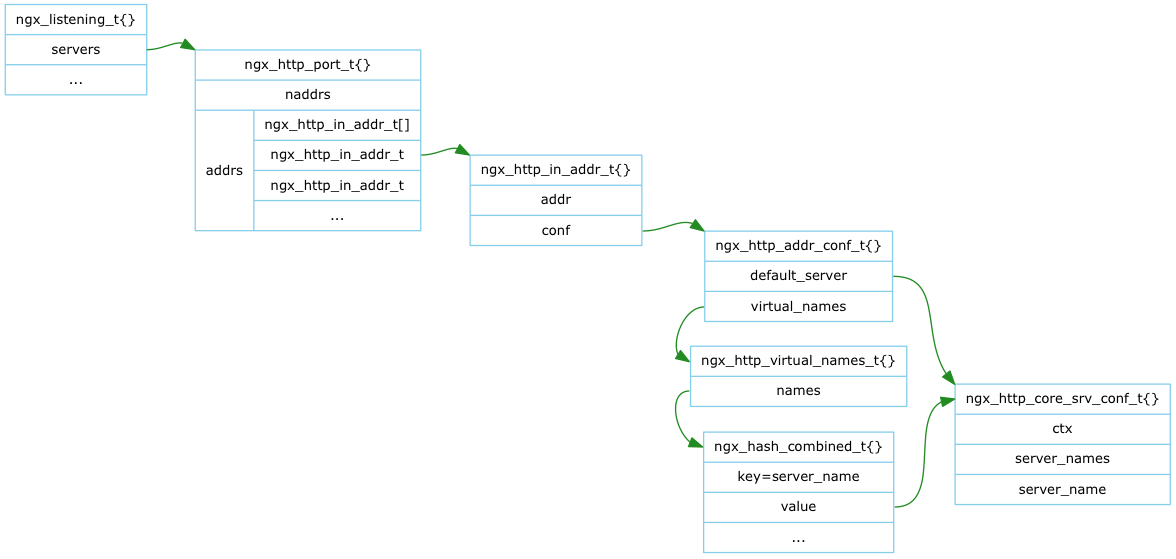 ngx_listening_t{}
servers
...
ngx_http_port_t{}
naddrs
addrs
ngx_http_in_addr_t[]
ngx_http_in_addr_t
ngx_http_in_addr_t
...
ngx_http_in_addr_t{}
addr
conf
ngx_http_addr_conf_t{}
default_server
virtual_names
ngx_http_virtual_names_t{}
names
ngx_hash_combined_t{}
key=server_name
value
...
ngx_http_core_srv_conf_t{}
ctx
server_names
server_name